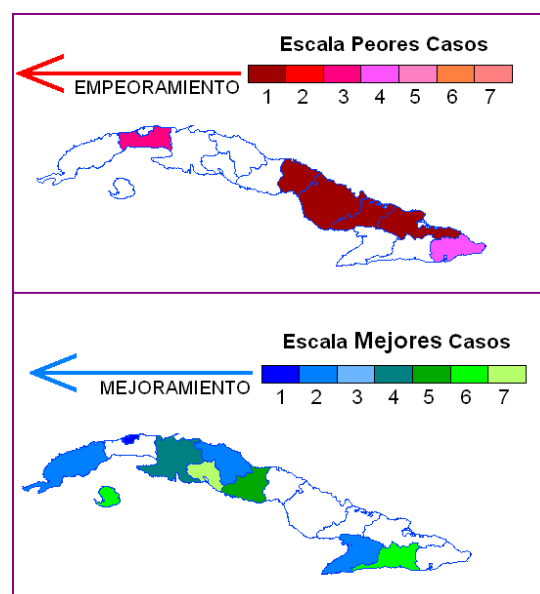 Escala Peores Casos
EMPEORAMIENTO
1 2 3 4 5 6 7
Escala Mejores Casos
MEJORAMIENTO
1 2 3 4 5 6 7